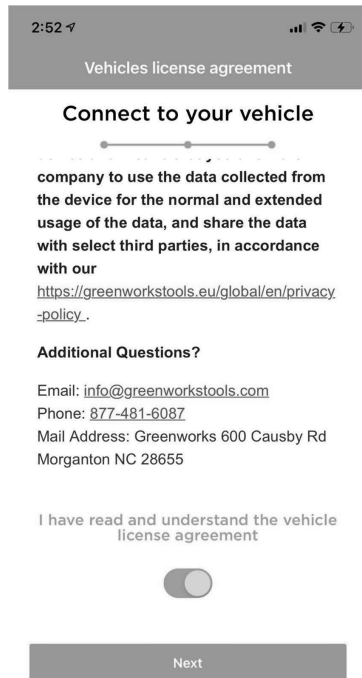 2:52
Vehicles license agreement
Connect to your vehicle
company to use the data collected from
the device for the normal and extended
usage of the data, and share the data
with select third parties, in accordance
with our
https://greenworkstools.eu/global/en/privacy
-policy .
Additional Questions?
Email: info@greenworkstools.com
Phone: 877-481-6087
Mail Address: Greenworks 600 Causby Rd
Morganton NC 28655
I have read and understand the vehicle
license agreement
Next